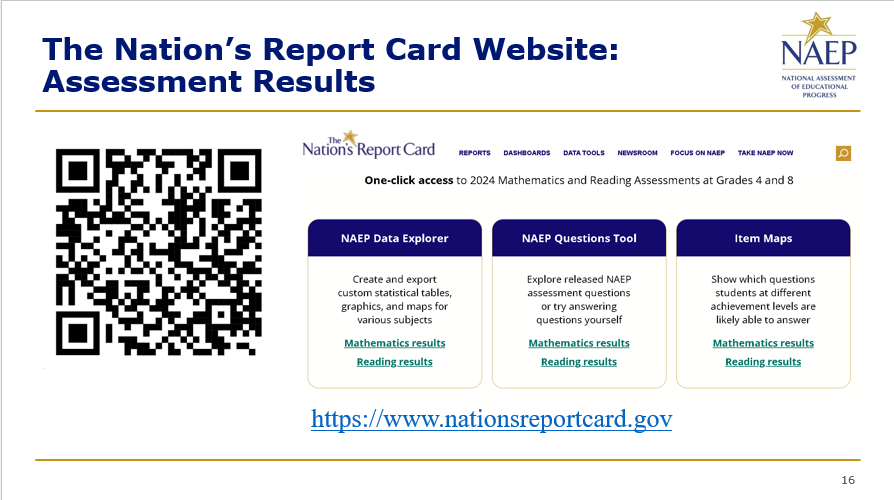 The Nation’s Report Card Website:
Assessment Results
NAEP
NATIONAL ASSESSMENT
OF EDUCATIONAL
PROGRESS
The
Nation's Report Card
REPORTS DASHBOARDS DATA TOOLS NEWSROOM FOCUS ON NAEP TAKE NAEP NOW
One-click access to 2024 Mathematics and Reading Assessments at Grades 4 and 8
NAEP Data Explorer
Create and export
custom statistical tables,
graphics, and maps for
various subjects
Mathematics results
Reading results
NAEP Questions Tool
Explore released NAEP
assessment questions
or try answering
questions yourself
Mathematics results
Reading results
Item Maps
Show which questions
students at different
achievement levels are
likely able to answer
Mathematics results
Reading results
https://www.nationsreportcard.gov
16